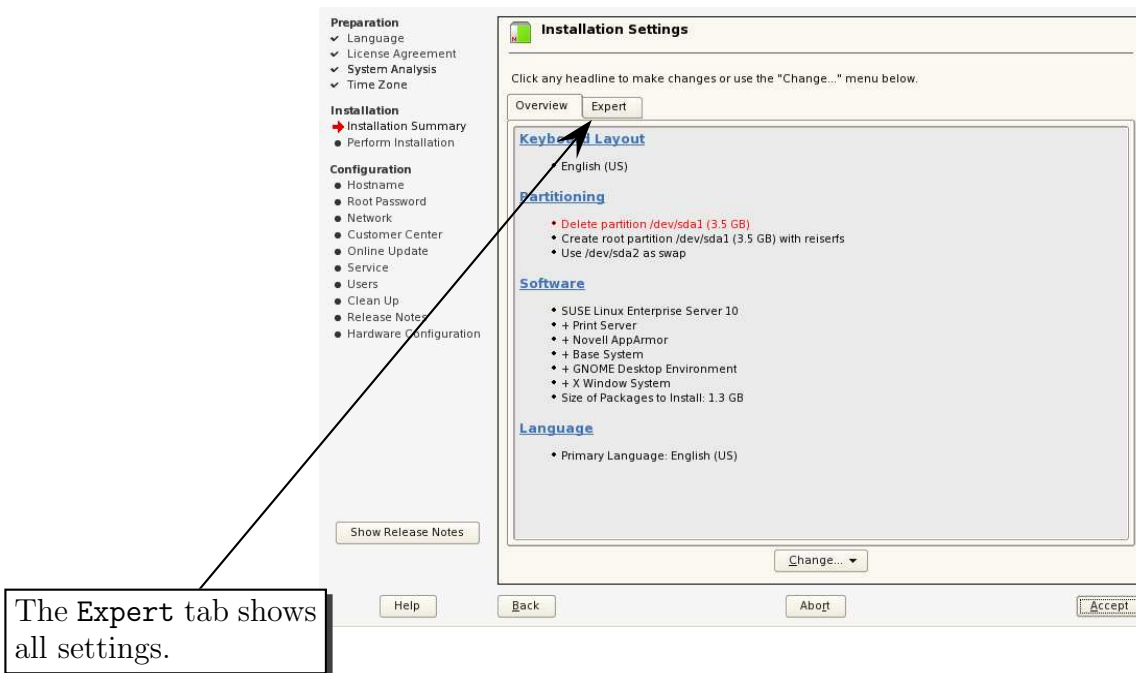 Preparation
Language
License Agreement
System Analysis
Time Zone
Installation
Installation Summary
Perform Installation
Configuration
Hostname
Root Password
Network
Customer Center
Online Update
Service
Users
Clean Up
Release Notes
Hardware Configuration
Show Release Notes
Installation Settings
Click any headline to make changes or use the "Change..." menu below.
Overview Expert
Keyboard Layout
English (US)
Partitioning
Delete partition /dev/sda1 (3.5 GB)
Create root partition /dev/sda1 (3.5 GB) with reiserfs
Use /dev/sda2 as swap
Software
SUSE Linux Enterprise Server 10
+ Print Server
+ Novell AppArmor
+ Base System
+ GNOME Desktop Environment
+ X Window System
Size of Packages to Install: 1.3 GB
Language
Primary Language: English (US)
Change...
Help Back Abort Accept
The Expert tab shows
all settings.